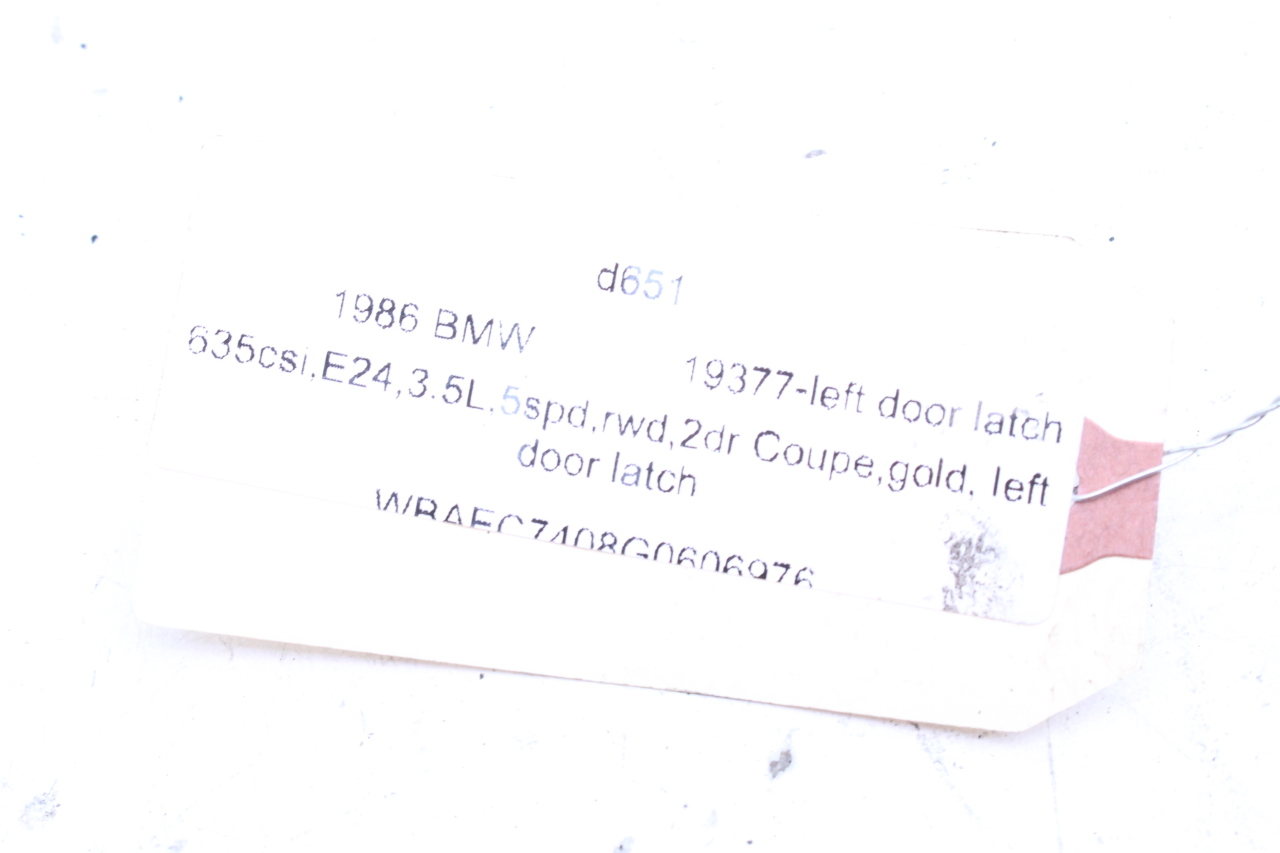 d651
1986 BMW
19377-left door latch
635csi,E24,3.5L,5spd,rwd,2dr Coupe,gold, left
door latch
WBAEC7408G0606976